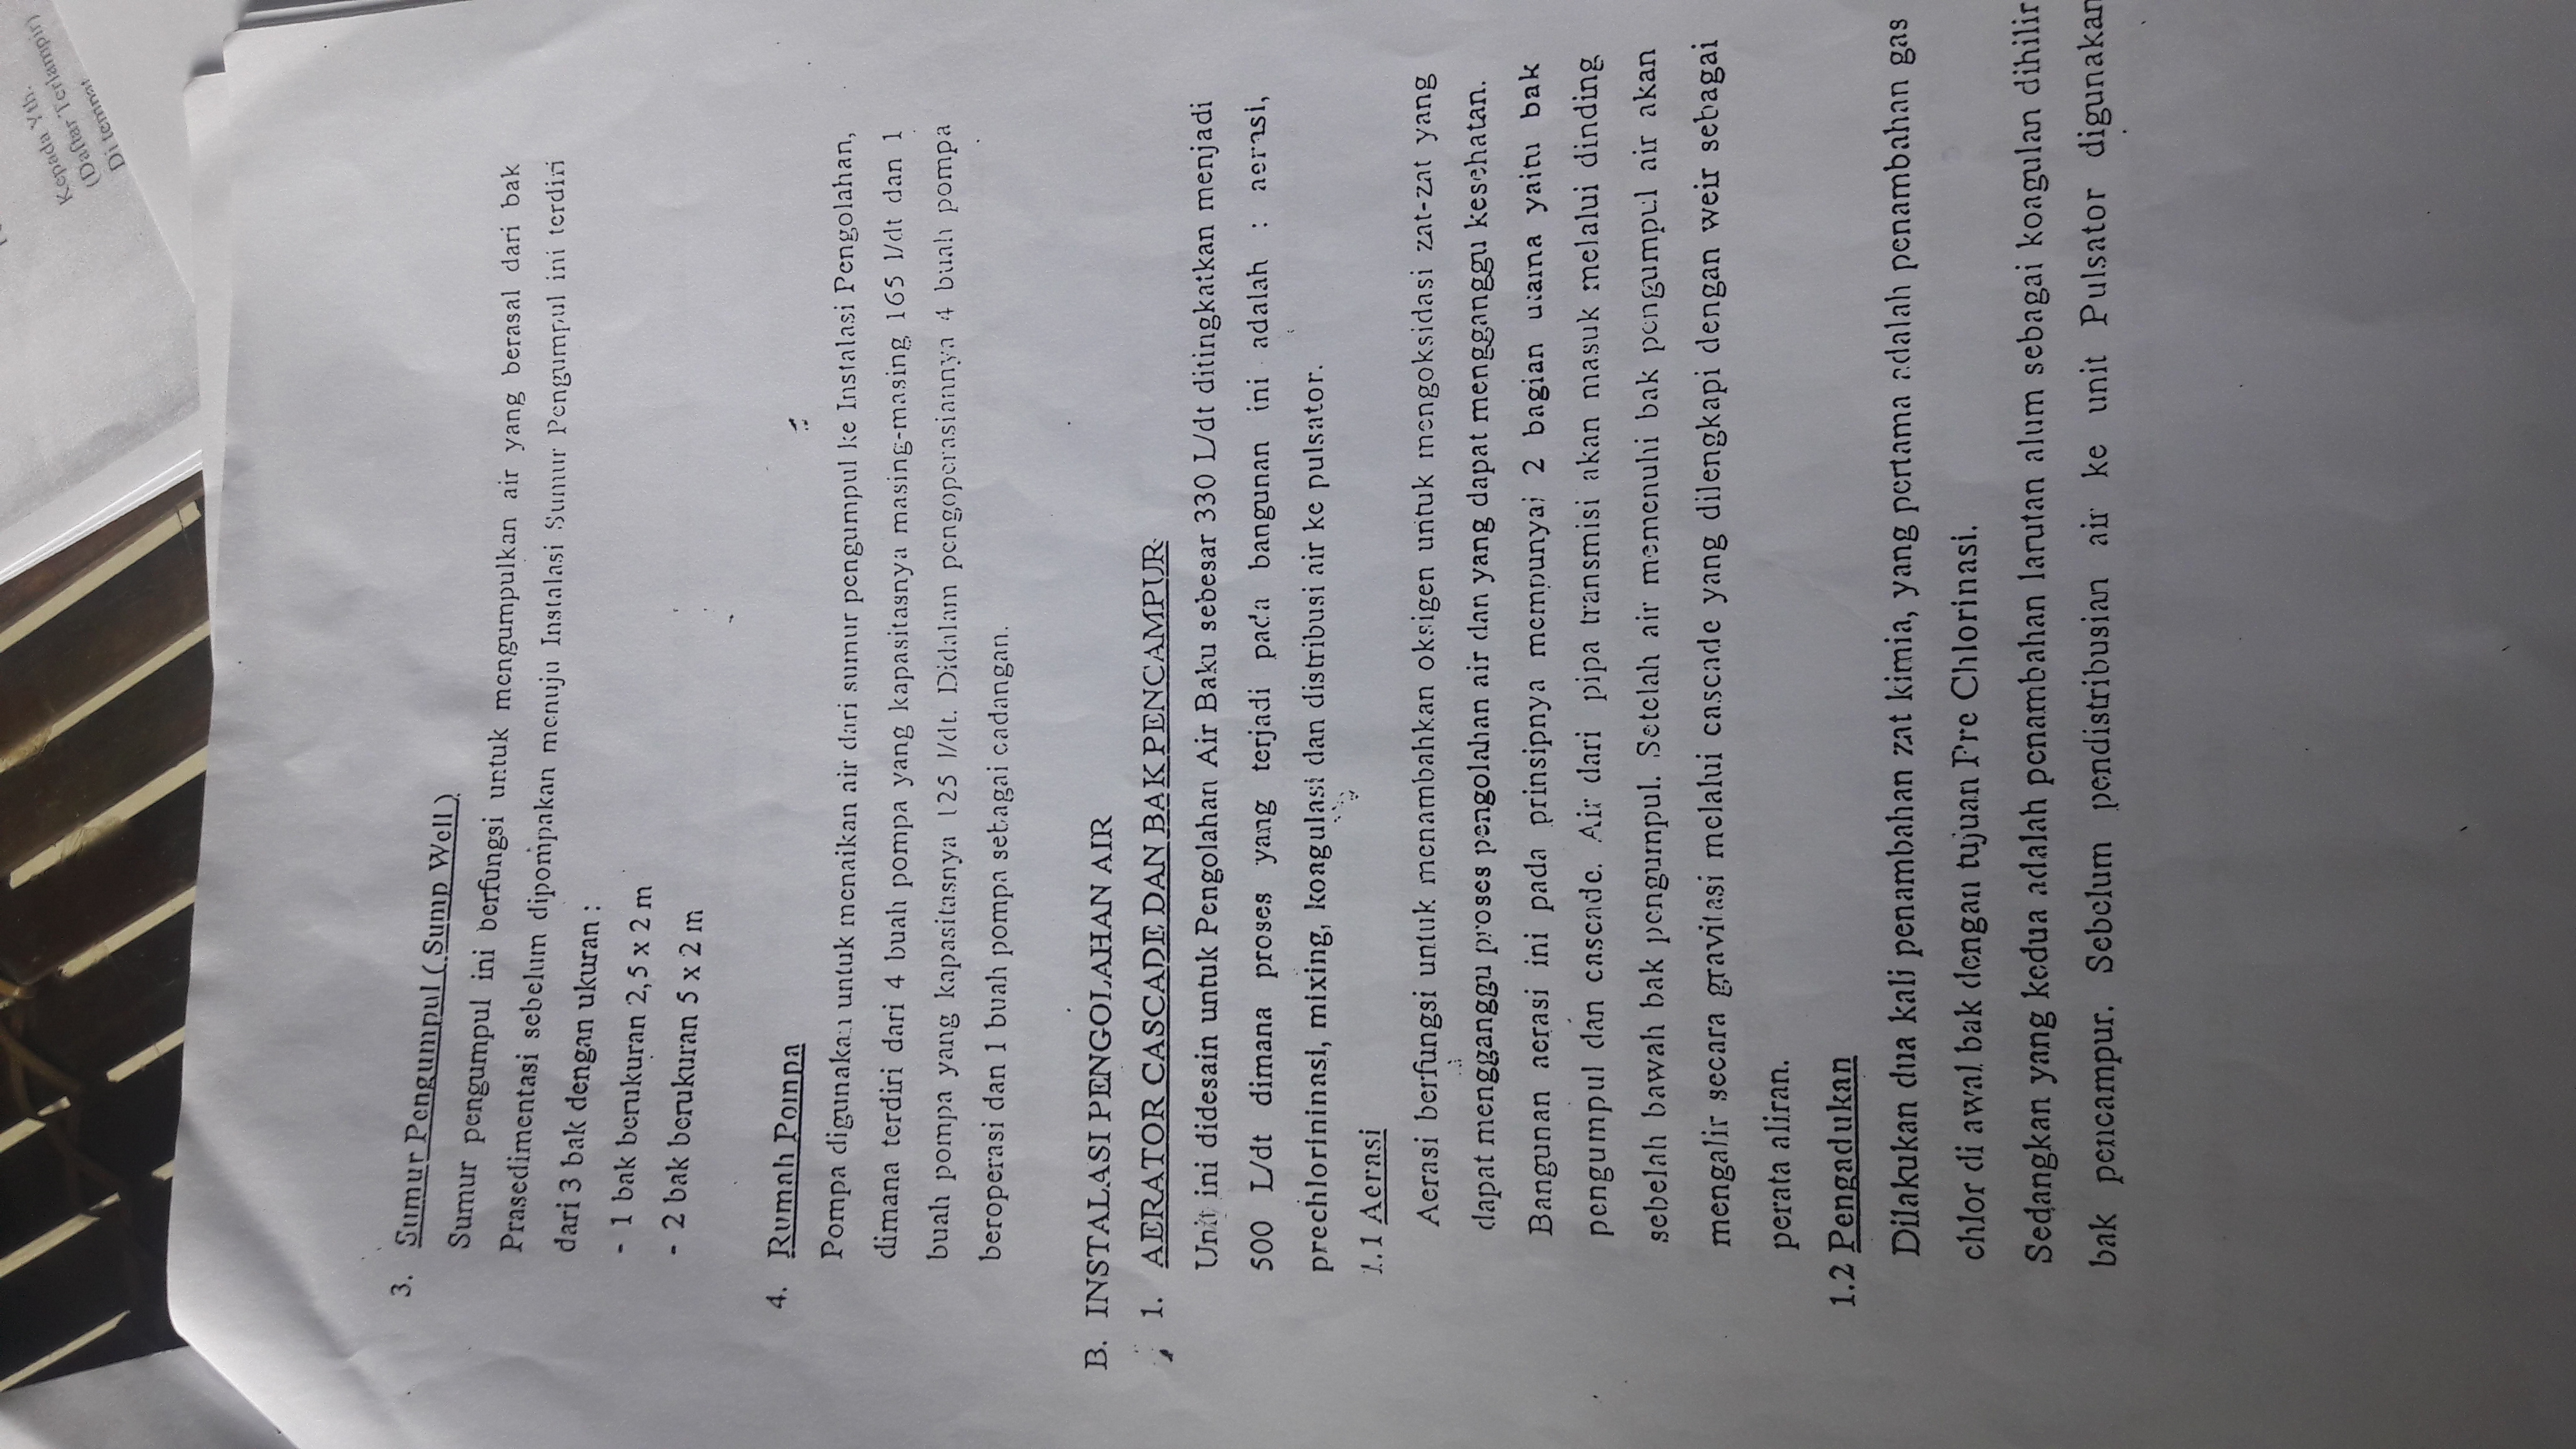 Kepada Yth.
(Daftar Terlampir)
Di tempat
3. Sumur Pengumpul ( Sump Well )
Sumur pengumpul ini berfungsi untuk mengumpulkan air yang berasal dari bak
Prasedimentasi sebelum dipompakan menuju Instalasi Sumur Pengumpul ini terdiri
dari 3 bak dengan ukuran :
- 1 bak berukuran 2,5 x 2 m
- 2 bak berukuran 5 x 2 m
4. Rumah Pompa
Pompa digunakan untuk menaikan air dari sumur pengumpul ke Instalasi Pengolahan,
dimana terdiri dari 4 buah pompa yang kapasitasnya masing-masing 165 l/dt dan 1
buah pompa yang kapasitasnya 125 l/dt. Didalam pengoperasiannya 4 buah pompa
beroperasi dan 1 buah pompa sebagai cadangan.
B. INSTALASI PENGOLAHAN AIR
1. AERATOR CASCADE DAN BAK PENCAMPUR
Unit ini didesain untuk Pengolahan Air Baku sebesar 330 L/dt ditingkatkan menjadi
500 L/dt dimana proses yang terjadi pada bangunan ini adalah : aerasi,
prechlorininasi, mixing, koagulasi dan distribusi air ke pulsator.
1.1 Aerasi
Aerasi berfungsi untuk menambahkan oksigen untuk mengoksidasi zat-zat yang
dapat mengganggu proses pengolahan air dan yang dapat mengganggu kesehatan.
Bangunan aerasi ini pada prinsipnya mempunyai 2 bagian utama yaitu bak
pengumpul dan cascade. Air dari pipa transmisi akan masuk melalui dinding
sebelah bawah bak pengumpul. Setelah air memenuhi bak pengumpul air akan
mengalir secara gravitasi melalui cascade yang dilengkapi dengan weir sebagai
perata aliran.
1.2 Pengadukan
Dilakukan dua kali penambahan zat kimia, yang pertama adalah penambahan gas
chlor di awal bak dengan tujuan Pre Chlorinasi.
Sedangkan yang kedua adalah penambahan larutan alum sebagai koagulan dihilir
bak pencampur. Sebelum pendistribusian air ke unit Pulsator digunakan